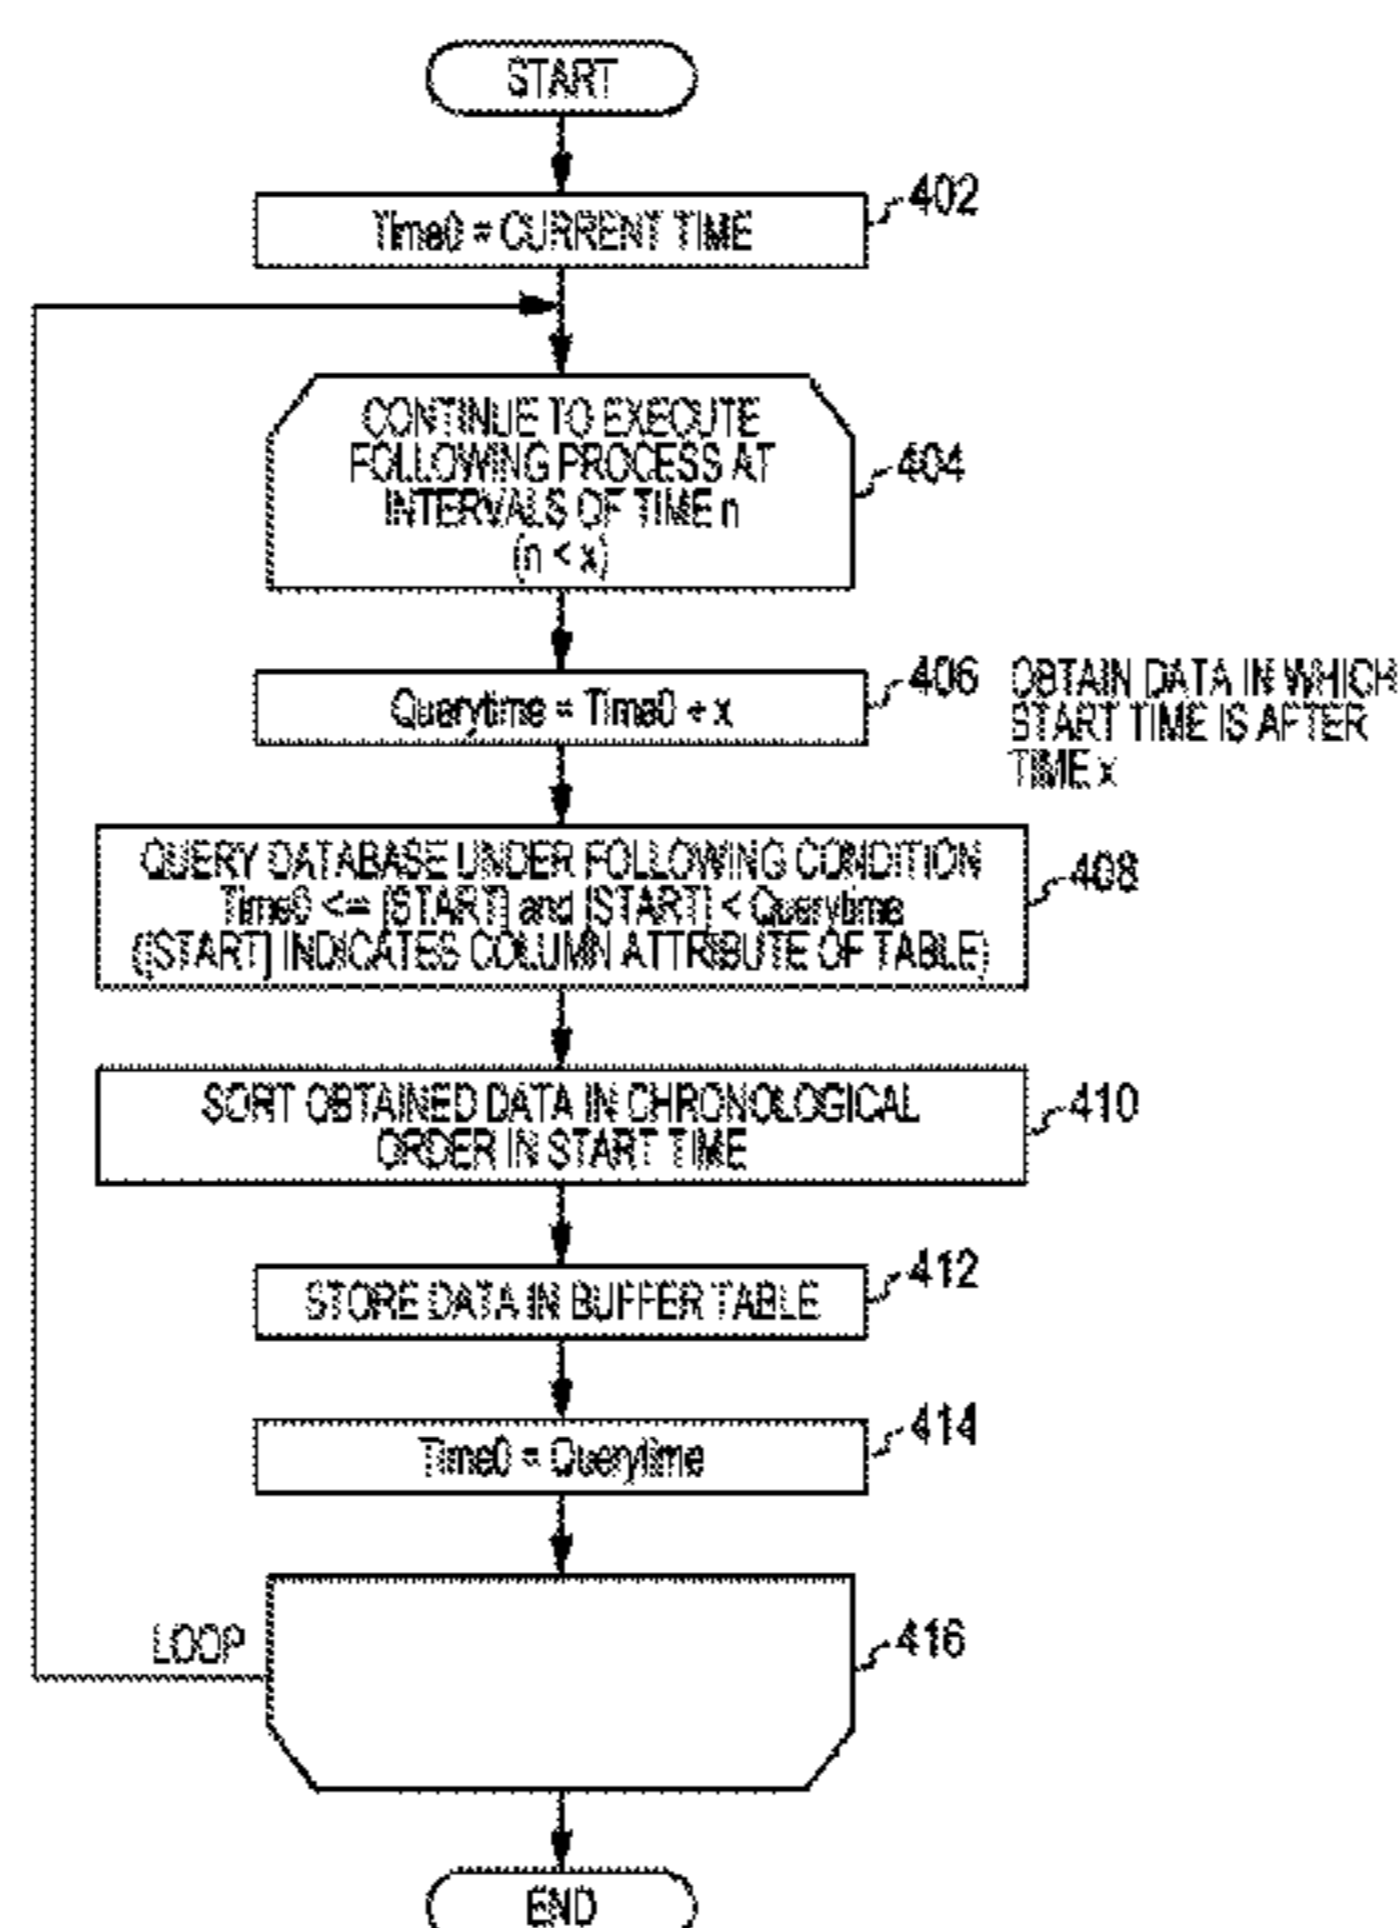 START
Time0 = CURRENT TIME
402
CONTINUE TO EXECUTE
FOLLOWING PROCESS AT
INTERVALS OF TIME n
(n < x)
404
Querytime = Time0 + x
406
OBTAIN DATA IN WHICH
START TIME IS AFTER
TIME x
QUERY DATABASE UNDER FOLLOWING CONDITION
Time0 <= [START] and [START] < Querytime
([START] INDICATES COLUMN ATTRIBUTE OF TABLE)
408
SORT OBTAINED DATA IN CHRONOLOGICAL
ORDER IN START TIME
410
STORE DATA IN BUFFER TABLE
412
Time0 = Querytime
414
LOOP
416
END